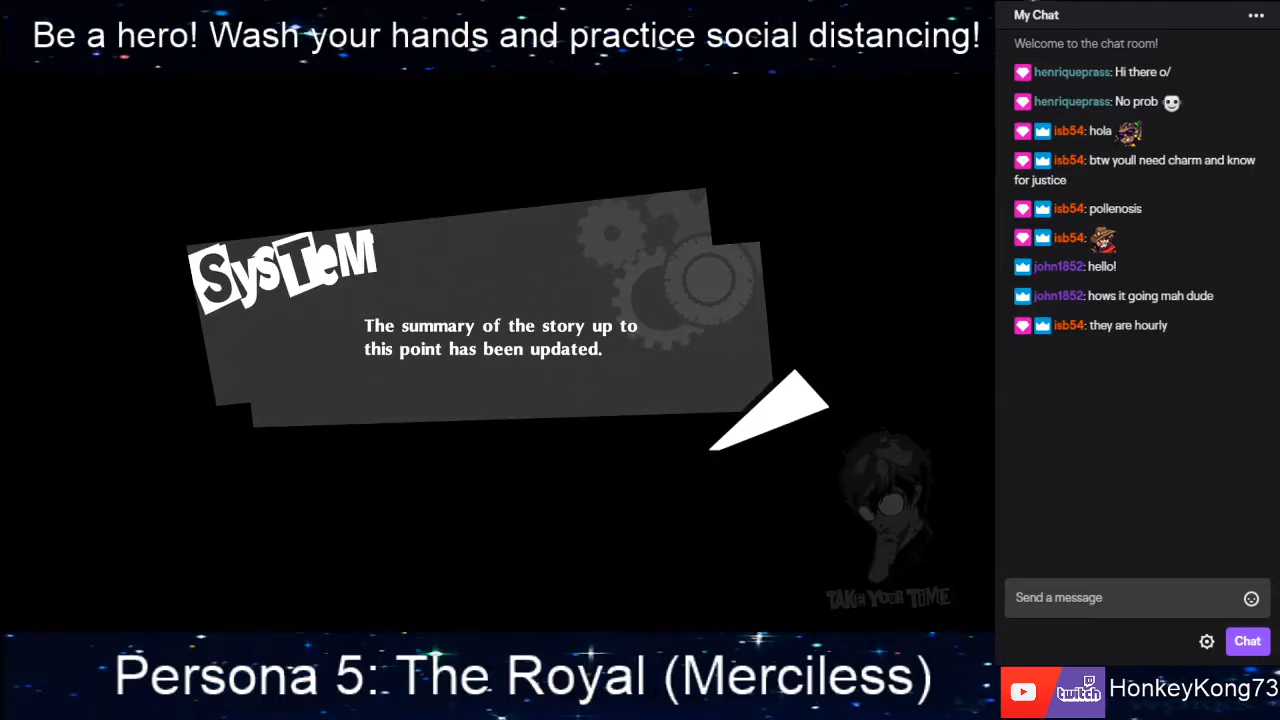 Be a hero! Wash your hands and practice social distancing!
SYSTeM
The summary of the story up to
this point has been updated.
TAKE YOUR TIME
Persona 5: The Royal (Merciless)
My Chat
Welcome to the chat room!
henriqueprass: Hi there o/
henriqueprass: No prob
isb54: hola
isb54: btw youll need charm and know
for justice
isb54: pollenosis
isb54:
john1852: hello!
john1852: hows it going mah dude
isb54: they are hourly
Send a message
Chat
twitch
HonkeyKong73